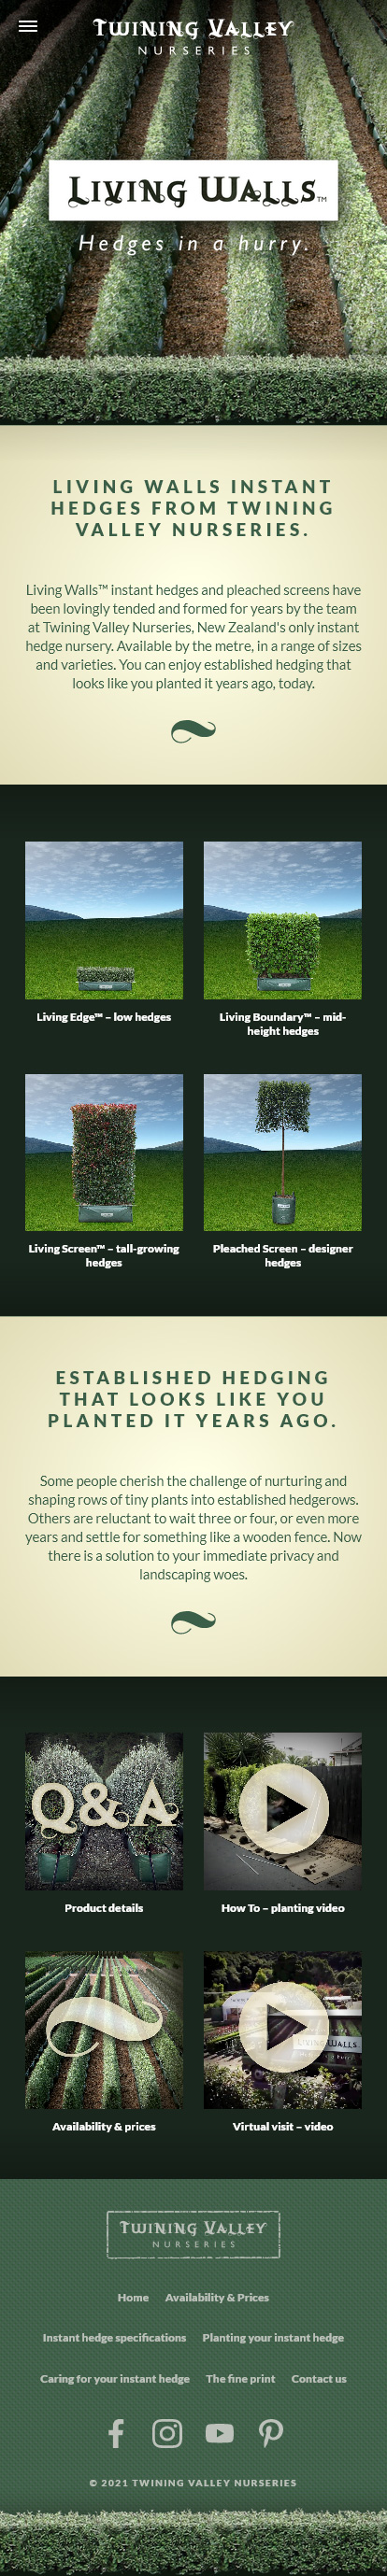 Twining Valley
NURSERIES
Living Walls™
Hedges in a hurry.
LIVING WALLS INSTANT
HEDGES FROM TWINING
VALLEY NURSERIES.
Living Walls™ instant hedges and pleached screens have
been lovingly tended and formed for years by the team
at Twining Valley Nurseries, New Zealand's only instant
hedge nursery. Available by the metre, in a range of sizes
and varieties. You can enjoy established hedging that
looks like you planted it years ago, today.
Living Edge™ – low hedges
Living Boundary™ – mid-
height hedges
Living Screen™ – tall-growing
hedges
Pleached Screen – designer
hedges
ESTABLISHED HEDGING
THAT LOOKS LIKE YOU
PLANTED IT YEARS AGO.
Some people cherish the challenge of nurturing and
shaping rows of tiny plants into established hedgerows.
Others are reluctant to wait three or four, or even more
years and settle for something like a wooden fence. Now
there is a solution to your immediate privacy and
landscaping woes.
Q&A
Product details
How To – planting video
Availability & prices
Living Walls
Virtual visit – video
Twining Valley
NURSERIES
Home Availability & Prices
Instant hedge specifications Planting your instant hedge
Caring for your instant hedge The fine print Contact us
© 2021 TWINING VALLEY NURSERIES